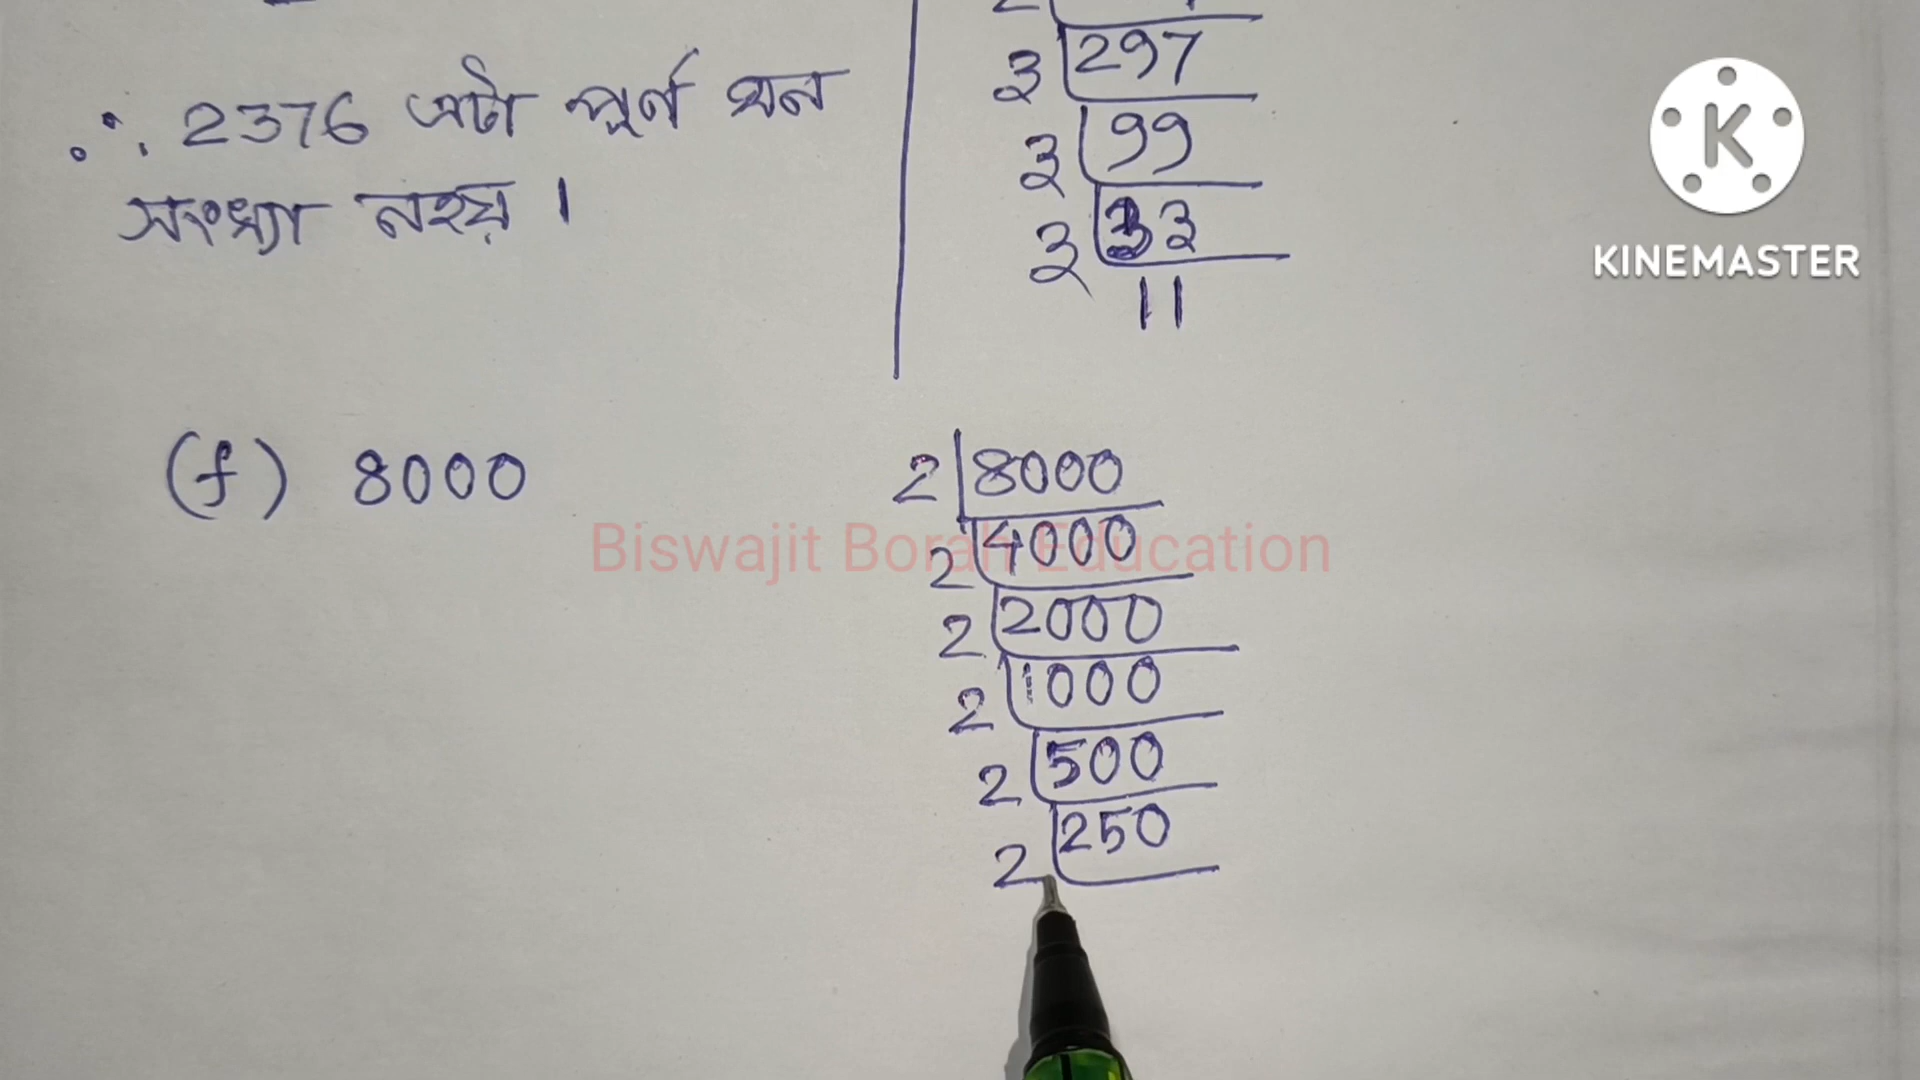 ∴ 2376 এটা পূৰ্ণ ঘন
সংখ্যা নহয় ।
3 297
3 99
3 33
11
K
KINEMASTER
(f) 8000
2 8000
2 4000
2 2000
2 1000
2 500
2 250
Biswajit Borah Education